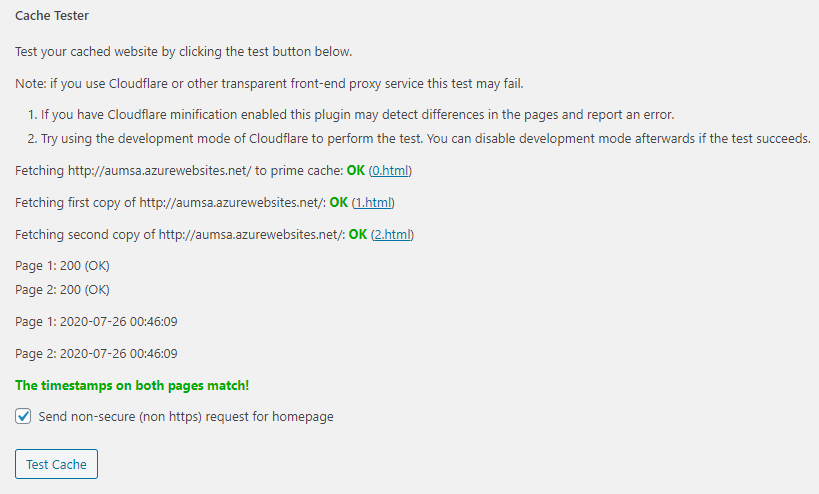 Cache Tester
Test your cached website by clicking the test button below.
Note: if you use Cloudflare or other transparent front-end proxy service this test may fail.
1. If you have Cloudflare minification enabled this plugin may detect differences in the pages and report an error.
2. Try using the development mode of Cloudflare to perform the test. You can disable development mode afterwards if the test succeeds.
Fetching http://aumsa.azurewebsites.net/ to prime cache: OK (0.html)
Fetching first copy of http://aumsa.azurewebsites.net/: OK (1.html)
Fetching second copy of http://aumsa.azurewebsites.net/: OK (2.html)
Page 1: 200 (OK)
Page 2: 200 (OK)
Page 1: 2020-07-26 00:46:09
Page 2: 2020-07-26 00:46:09
The timestamps on both pages match!
Send non-secure (non https) request for homepage
Test Cache